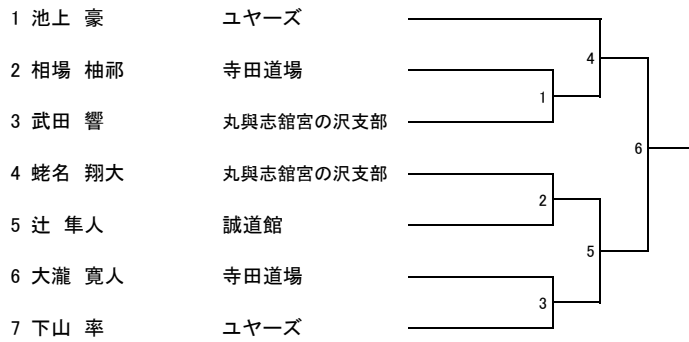 1 池上 豪 ユヤーズ
4
2 相場 柚祁 寺田道場
1
3 武田 響 丸與志舘宮の沢支部
6
4 蛯名 翔大 丸與志舘宮の沢支部
2
5 辻 隼人 誠道館
5
6 大瀧 寛人 寺田道場
3
7 下山 率 ユヤーズ